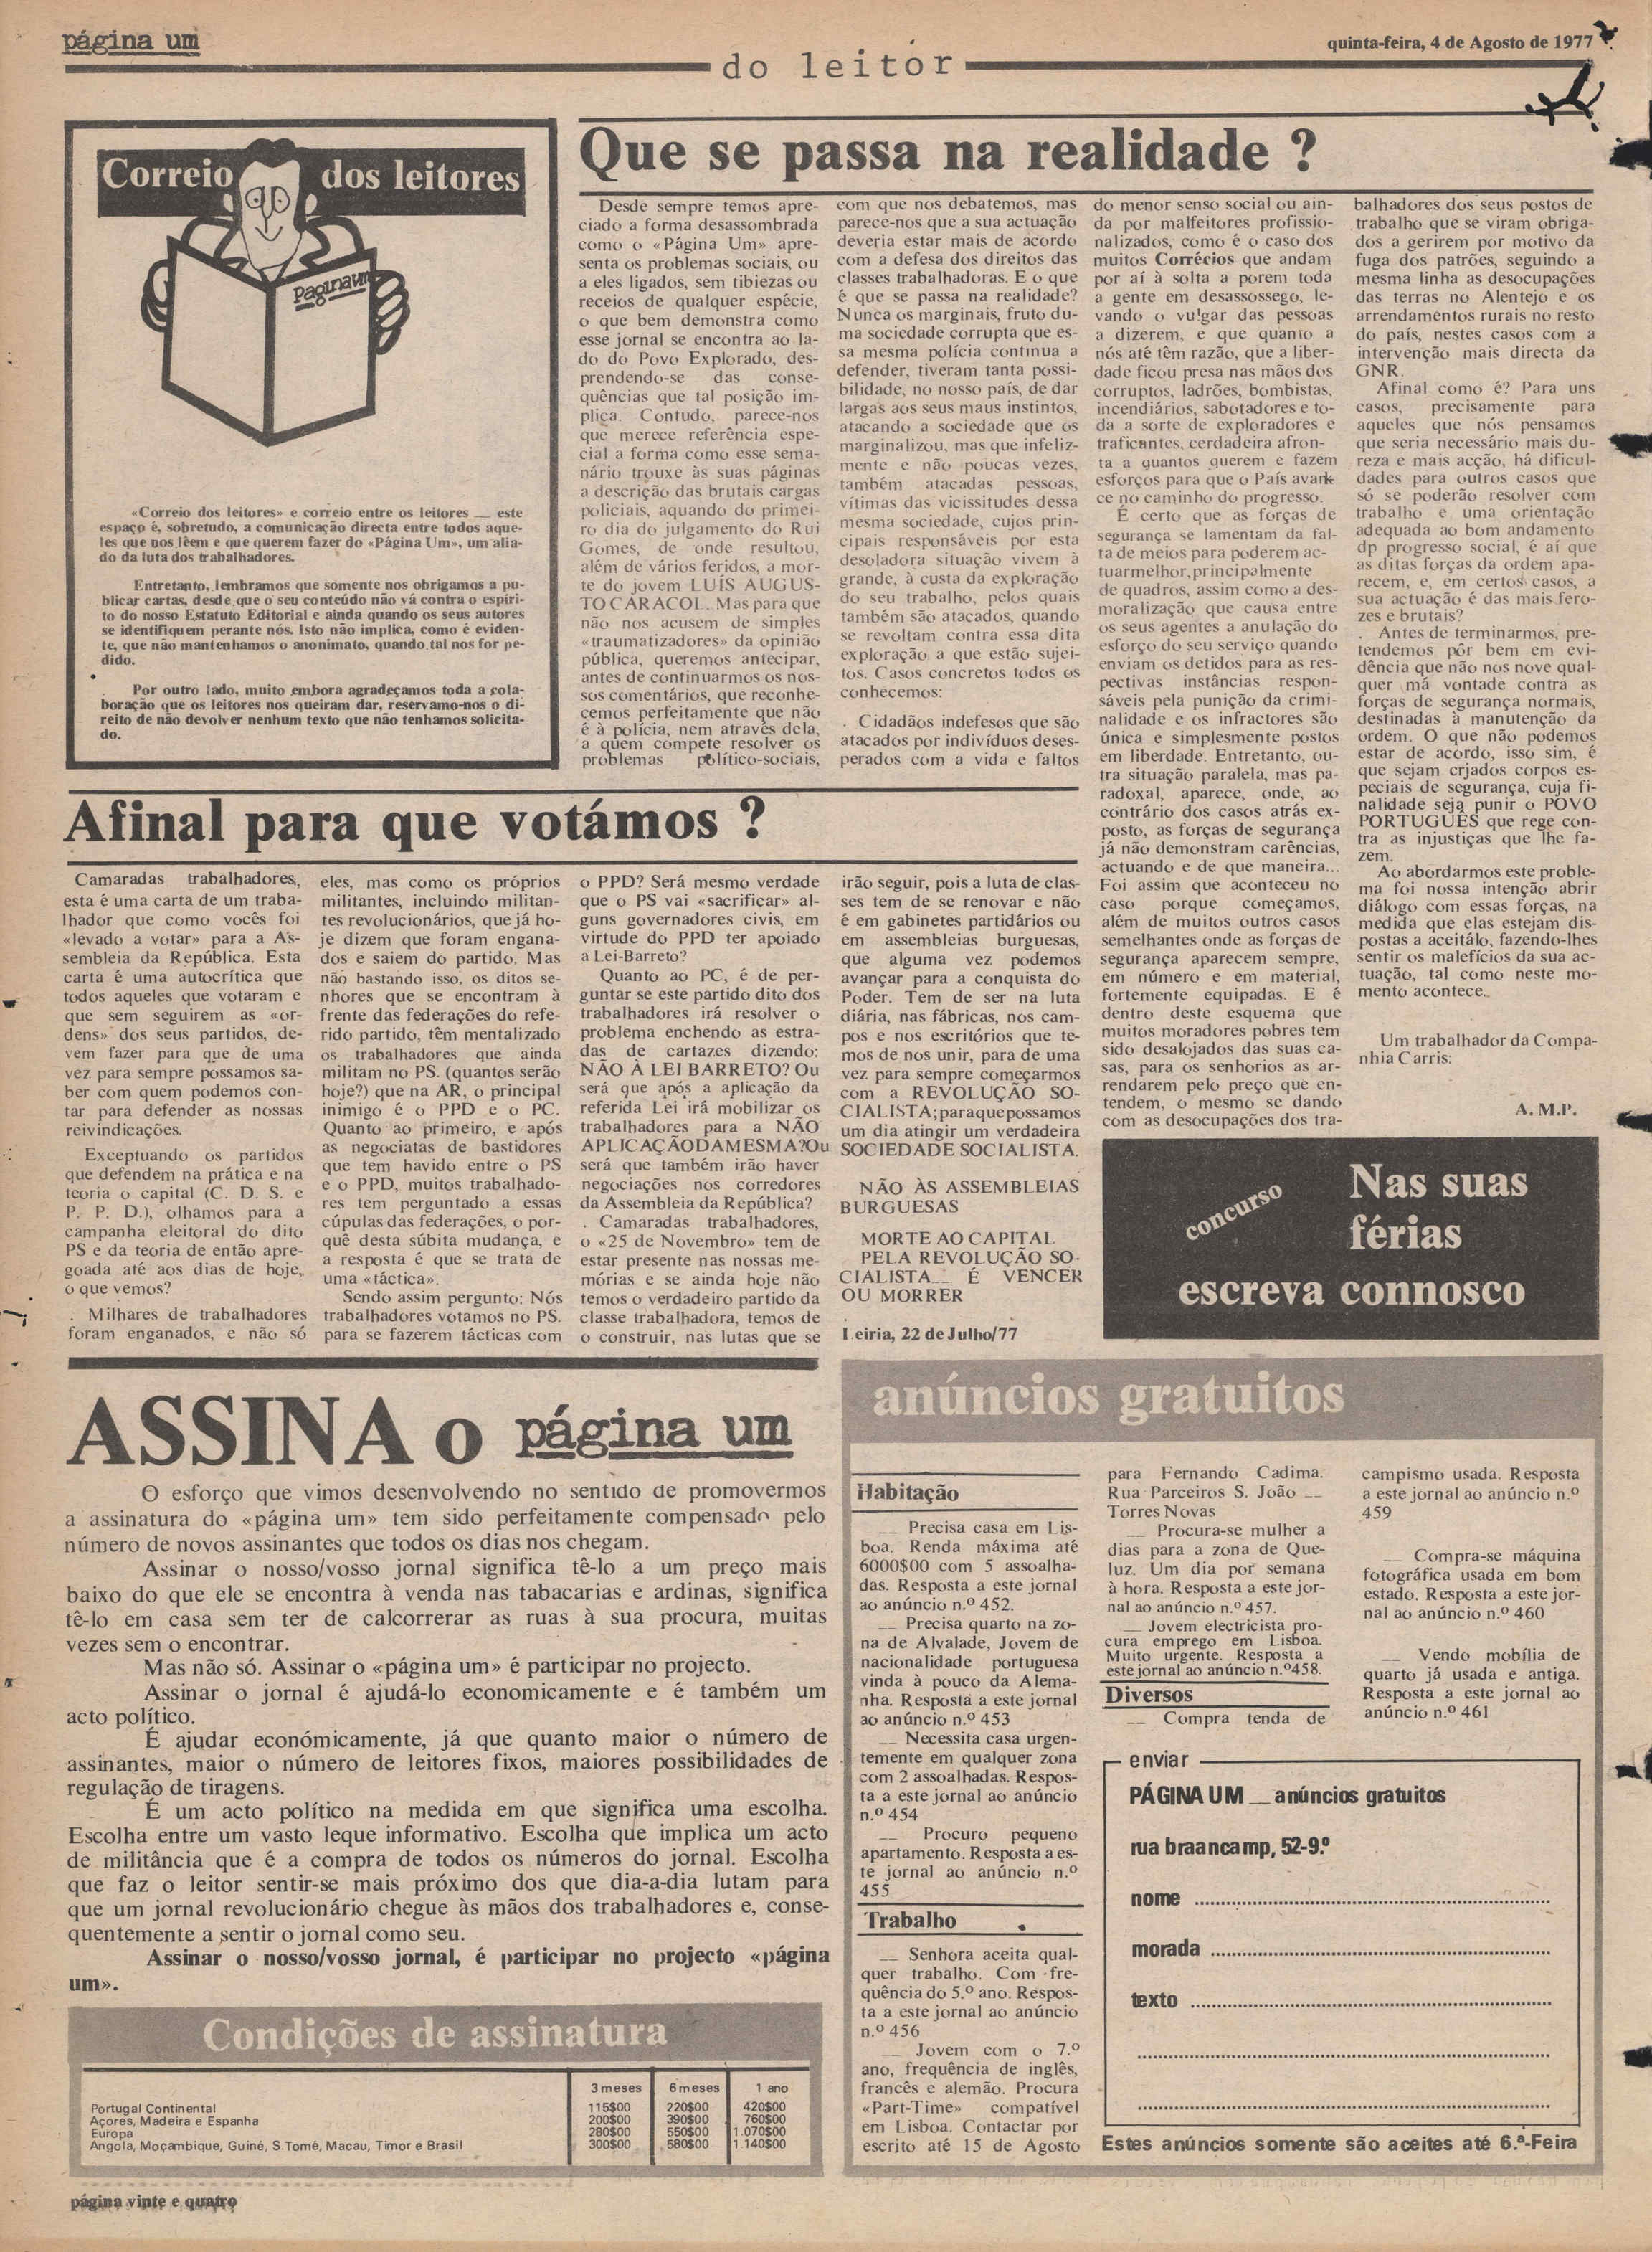 página um
quinta-feira, 4 de Agosto de 1977
do leitor
Correio dos leitores
Paginaum
«Correio dos leitores» e correio entre os leitores __ este
espaço é, sobretudo, a comunicação directa entre todos aque-
les que nos lêem e que querem fazer do «Página Um», um alia-
do da luta dos trabalhadores.
Entretanto, lembramos que somente nos obrigamos a pu-
blicar cartas, desde que o seu conteúdo não vá contra o espíri-
to do nosso Estatuto Editorial e ainda quando os seus autores
se identifiquem perante nós. Isto não implica, como é eviden-
te, que não mantenhamos o anonimato, quando tal nos for pe-
dido.
Por outro lado, muito embora agradeçamos toda a cola-
boração que os leitores nos queiram dar, reservamo-nos o di-
reito de não devolver nenhum texto que não tenhamos solicita-
do.
Que se passa na realidade ?
Desde sempre temos apre-
ciado a forma desassombrada
como o «Página Um» apre-
senta os problemas sociais, ou
a eles ligados, sem tibiezas ou
receios de qualquer espécie,
o que bem demonstra como
esse jornal se encontra ao la-
do do Povo Explorado, des-
prendendo-se das conse-
quências que tal posição im-
plica. Contudo, parece-nos
que merece referência espe-
cial a forma como esse sema-
nário trouxe às suas páginas
a descrição das brutais cargas
policiais, aquando do primei-
ro dia do julgamento do Rui
Gomes, de onde resultou,
além de vários feridos, a mor-
te do jovem LUÍS AUGUS-
TO CARACOL. Mas para que
não nos acusem de simples
«traumatizadores» da opinião
pública, queremos antecipar,
antes de continuarmos os nos-
sos comentários, que reconhe-
cemos perfeitamente que não
é à polícia, nem através dela,
a quem compete resolver os
problemas político-sociais,
com que nos debatemos, mas
parece-nos que a sua actuação
deveria estar mais de acordo
com a defesa dos direitos das
classes trabalhadoras. E o que
é que se passa na realidade?
Nunca os marginais, fruto du-
ma sociedade corrupta que es-
sa mesma polícia continua a
defender, tiveram tanta possi-
bilidade, no nosso país, de dar
largas aos seus maus instintos,
atacando a sociedade que os
marginalizou, mas que infeliz-
mente e não poucas vezes,
também atacadas pessoas,
vítimas das vicissitudes dessa
mesma sociedade, cujos prin-
cipais responsáveis por esta
desoladora situação vivem à
grande, à custa da exploração
do seu trabalho, pelos quais
também são atacados, quando
se revoltam contra essa dita
exploração a que estão sujei-
tos. Casos concretos todos os
conhecemos:
. Cidadãos indefesos que são
atacados por indivíduos deses-
perados com a vida e faltos
do menor senso social ou ain-
da por malfeitores profissio-
nalizados, como é o caso dos
muitos Corrécios que andam
por aí à solta a porem toda
a gente em desassossego, le-
vando o vulgar das pessoas
a dizerem, e que quanto a
nós até têm razão, que a liber-
dade ficou presa nas mãos dos
corruptos, ladrões, bombistas,
incendiários, sabotadores e to-
da a sorte de exploradores e
traficantes, cerdadeira afron-
ta a quantos querem e fazem
esforços para que o País avan-
ce no caminho do progresso.
É certo que as forças de
segurança se lamentam da fal-
ta de meios para poderem ac-
tuarmelhor,principalmente
de quadros, assim como a des-
moralização que causa entre
os seus agentes a anulação do
esforço do seu serviço quando
enviam os detidos para as res-
pectivas instâncias respon-
sáveis pela punição da crimi-
nalidade e os infractores são
única e simplesmente postos
em liberdade. Entretanto, ou-
tra situação paralela, mas pa-
radoxal, aparece, onde, ao
contrário dos casos atrás ex-
posto, as forças de segurança
já não demonstram carências,
actuando e de que maneira...
Foi assim que aconteceu no
caso porque começamos,
além de muitos outros casos
semelhantes onde as forças de
segurança aparecem sempre,
em número e em material,
fortemente equipadas. E é
dentro deste esquema que
muitos moradores pobres tem
sido desalojados das suas ca-
sas, para os senhorios as ar-
rendarem pelo preço que en-
tendem, o mesmo se dando
com as desocupações dos tra-
balhadores dos seus postos de
trabalho que se viram obriga-
dos a gerirem por motivo da
fuga dos patrões, seguindo a
mesma linha as desocupações
das terras no Alentejo e os
arrendamentos rurais no resto
do país, nestes casos com a
intervenção mais directa da
GNR.
Afinal como é? Para uns
casos, precisamente para
aqueles que nós pensamos
que seria necessário mais du-
reza e mais acção, há dificul-
dades para outros casos que
só se poderão resolver com
trabalho e uma orientação
adequada ao bom andamento
dp progresso social, é aí que
as ditas forças da ordem apa-
recem, e, em certos casos, a
sua actuação é das mais fero-
zes e brutais?
. Antes de terminarmos, pre-
tendemos pôr bem em evi-
dência que não nos nove qual-
quer má vontade contra as
forças de segurança normais,
destinadas à manutenção da
ordem. O que não podemos
estar de acordo, isso sim, é
que sejam crjados corpos es-
peciais de segurança, cuja fi-
nalidade seja punir o POVO
PORTUGUÊS que rege con-
tra as injustiças que lhe fa-
zem.
Ao abordarmos este proble-
ma foi nossa intenção abrir
diálogo com essas forças, na
medida que elas estejam dis-
postas a aceitálo, fazendo-lhes
sentir os malefícios da sua ac-
tuação, tal como neste mo-
mento acontece.
Um trabalhador da Compa-
nhia Carris:
A. M.P.
Afinal para que votámos ?
Camaradas trabalhadores,
esta é uma carta de um traba-
lhador que como vocês foi
«levado a votar» para a As-
sembleia da República. Esta
carta é uma autocrítica que
todos aqueles que votaram e
que sem seguirem as «or-
dens» dos seus partidos, de-
vem fazer para que de uma
vez para sempre possamos sa-
ber com quem podemos con-
tar para defender as nossas
reivindicações.
Exceptuando os partidos
que defendem na prática e na
teoria o capital (C. D. S. e
P. P. D.), olhamos para a
campanha eleitoral do dito
PS e da teoria de então apre-
goada até aos dias de hoje,
o que vemos?
. Milhares de trabalhadores
foram enganados, e não só
eles, mas como os próprios
militantes, incluindo militan-
tes revolucionários, que já ho-
je dizem que foram engana-
dos e saiem do partido. Mas
não bastando isso, os ditos se-
nhores que se encontram à
frente das federações do refe-
rido partido, têm mentalizado
os trabalhadores que ainda
militam no PS. (quantos serão
hoje?) que na AR, o principal
inimigo é o PPD e o PC.
Quanto ao primeiro, e após
as negociatas de bastidores
que tem havido entre o PS
e o PPD, muitos trabalhado-
res tem perguntado a essas
cúpulas das federações, o por-
quê desta súbita mudança, e
a resposta é que se trata de
uma «táctica».
Sendo assim pergunto: Nós
trabalhadores votamos no PS.
para se fazerem tácticas com
o PPD? Será mesmo verdade
que o PS vai «sacrificar» al-
guns governadores civis, em
virtude do PPD ter apoiado
a Lei-Barreto?
Quanto ao PC, é de per-
guntar-se este partido dito dos
trabalhadores irá resolver o
problema enchendo as estra-
das de cartazes dizendo:
NÃO À LEI BARRETO? Ou
será que após a aplicação da
referida Lei irá mobilizar os
trabalhadores para a NÃO
APLICAÇÃODAMESMA?Ou
será que também irão haver
negociações nos corredores
da Assembleia da República?
. Camaradas trabalhadores,
o «25 de Novembro» tem de
estar presente nas nossas me-
mórias e se ainda hoje não
temos o verdadeiro partido da
classe trabalhadora, temos de
o construir, nas lutas que se
irão seguir, pois a luta de clas-
ses tem de se renovar e não
é em gabinetes partidários ou
em assembleias burguesas,
que alguma vez podemos
avançar para a conquista do
Poder. Tem de ser na luta
diária, nas fábricas, nos cam-
pos e nos escritórios que te-
mos de nos unir, para de uma
vez para sempre começarmos
com a REVOLUÇÃO SO-
CIALISTA;paraquepossamos
um dia atingir um verdadeira
SOCIEDADE SOCIALISTA.
NÃO ÀS ASSEMBLEIAS
BURGUESAS
MORTE AO CAPITAL
PELA REVOLUÇÃO SO-
CIALISTA__ É VENCER
OU MORRER
Leiria, 22 de Julho/77
concurso
Nas suas
férias
escreva connosco
ASSINA o página um
O esforço que vimos desenvolvendo no sentido de promovermos
a assinatura do «página um» tem sido perfeitamente compensado pelo
número de novos assinantes que todos os dias nos chegam.
Assinar o nosso/vosso jornal significa tê-lo a um preço mais
baixo do que ele se encontra à venda nas tabacarias e ardinas, significa
tê-lo em casa sem ter de calcorrerar as ruas à sua procura, muitas
vezes sem o encontrar.
Mas não só. Assinar o «página um» é participar no projecto.
Assinar o jornal é ajudá-lo economicamente e é também um
acto político.
É ajudar económicamente, já que quanto maior o número de
assinantes, maior o número de leitores fixos, maiores possibilidades de
regulação de tiragens.
É um acto político na medida em que significa uma escolha.
Escolha entre um vasto leque informativo. Escolha que implica um acto
de militância que é a compra de todos os números do jornal. Escolha
que faz o leitor sentir-se mais próximo dos que dia-a-dia lutam para
que um jornal revolucionário chegue às mãos dos trabalhadores e, conse-
quentemente a sentir o jornal como seu.
Assinar o nosso/vosso jornal, é participar no projecto «página
um».
Condições de assinatura
3 meses 6 meses 1 ano
Portugal Continental 115$00 220$00 420$00
Açores, Madeira e Espanha 200$00 390$00 760$00
Europa 280$00 550$00 1.070$00
Angola, Moçambique, Guiné, S.Tomé, Macau, Timor e Brasil 300$00 580$00 1.140$00
anúncios gratuitos
Habitação
__ Precisa casa em Lis-
boa. Renda máxima até
6000$00 com 5 assoalha-
das. Resposta a este jornal
ao anúncio n.º 452.
__ Precisa quarto na zo-
na de Alvalade, Jovem de
nacionalidade portuguesa
vinda à pouco da Alema-
nha. Resposta a este jornal
ao anúncio n.º 453
__ Necessita casa urgen-
temente em qualquer zona
com 2 assoalhadas. Respos-
ta a este jornal ao anúncio
n.º 454
__ Procuro pequeno
apartamento. Resposta a es-
te jornal ao anúncio n.º
455
Trabalho
__ Senhora aceita qual-
quer trabalho. Com fre-
quência do 5.º ano. Respos-
ta a este jornal ao anúncio
n.º 456
__ Jovem com o 7.º
ano, frequência de inglês,
francês e alemão. Procura
«Part-Time» compatível
em Lisboa. Contactar por
escrito até 15 de Agosto
para Fernando Cadima.
Rua Parceiros S. João __
Torres Novas
__ Procura-se mulher a
dias para a zona de Que-
luz. Um dia por semana
à hora. Resposta a este jor-
nal ao anúncio n.º 457.
__ Jovem electricista pro-
cura emprego em Lisboa.
Muito urgente. Resposta a
este jornal ao anúncio n.º458.
Diversos
__ Compra tenda de
campismo usada. Resposta
a este jornal ao anúncio n.º
459
__ Compra-se máquina
fotográfica usada em bom
estado. Resposta a este jor-
nal ao anúncio n.º 460
__ Vendo mobília de
quarto já usada e antiga.
Resposta a este jornal ao
anúncio n.º 461
enviar
PÁGINA UM __ anúncios gratuitos
rua braancamp, 52-9.º
nome
morada
texto
Estes anúncios somente são aceites até 6.ª-Feira
página vinte e quatro